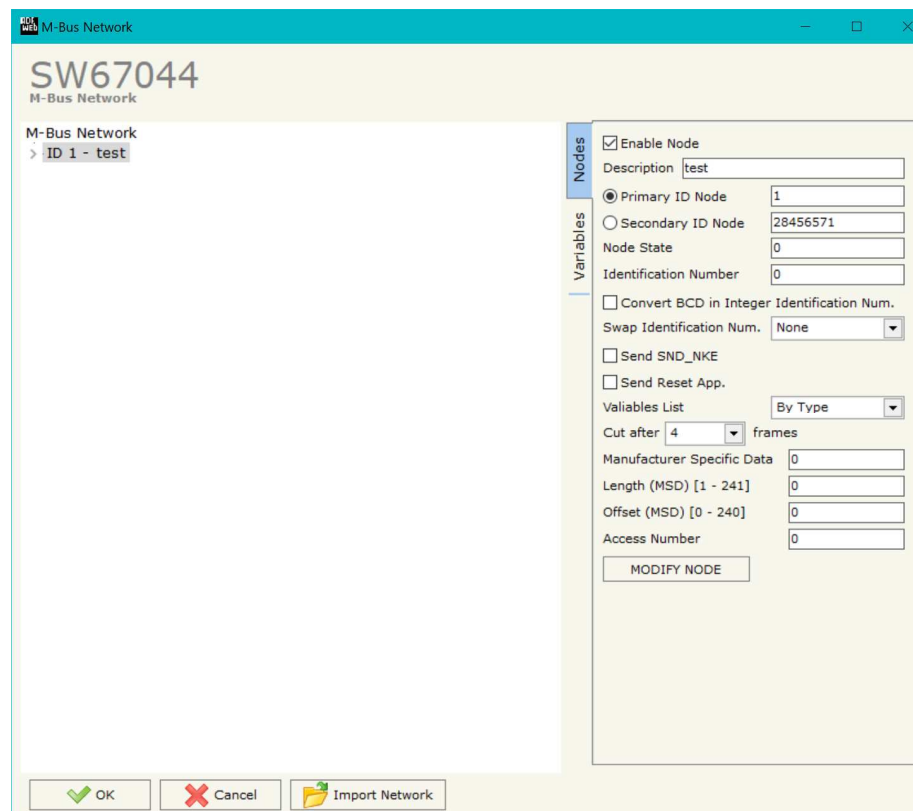 ADF WEB M-Bus Network
SW67044
M-Bus Network
M-Bus Network
ID 1 - test
Nodes
Variables
Enable Node
Description test
Primary ID Node 1
Secondary ID Node 28456571
Node State 0
Identification Number 0
Convert BCD in Integer Identification Num.
Swap Identification Num. None
Send SND_NKE
Send Reset App.
Valiables List By Type
Cut after 4 frames
Manufacturer Specific Data 0
Length (MSD) [1 - 241] 0
Offset (MSD) [0 - 240] 0
Access Number 0
MODIFY NODE
OK Cancel Import Network